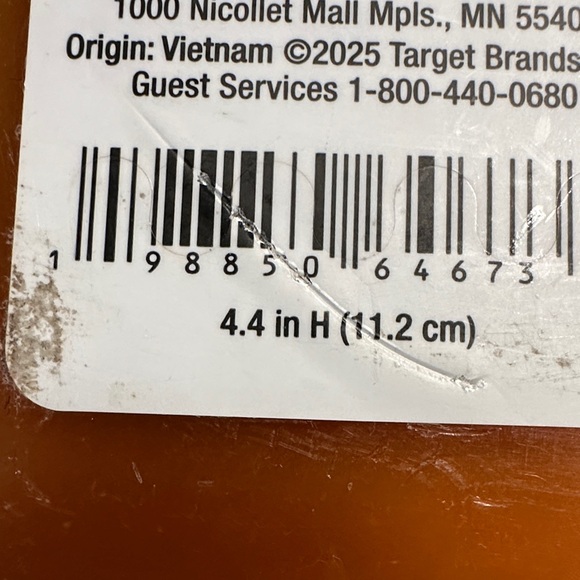 1000 Nicollet Mall Mpls., MN 5540
Origin: Vietnam ©2025 Target Brands
Guest Services 1-800-440-0680
1 98850 64673
4.4 in H (11.2 cm)